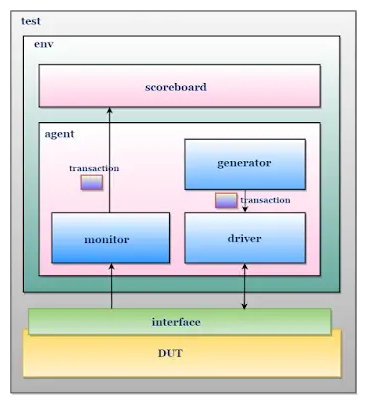 test
env
scoreboard
agent
transaction
generator
transaction
monitor
driver
interface
DUT